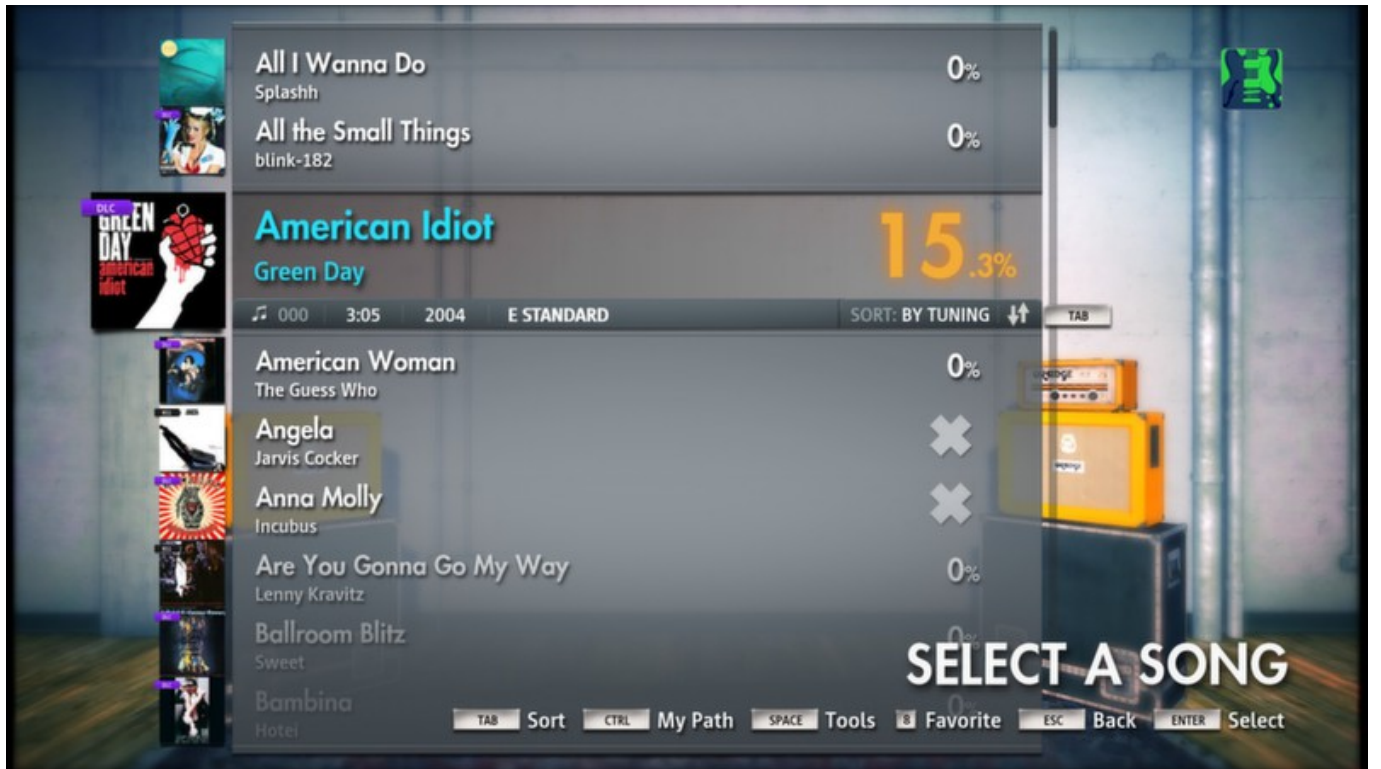 All I Wanna Do
0%
Splashh
All the Small Things
0%
blink-182
DLC
GREEN
DAY
american
idiot
American Idiot
15.3%
Green Day
000 3:05 2004 E STANDARD SORT: BY TUNING TAB
American Woman
0%
The Guess Who
Angela
Jarvis Cocker
Anna Molly
Incubus
Are You Gonna Go My Way
0%
Lenny Kravitz
Ballroom Blitz
0%
Sweet
SELECT A SONG
Bambina
0%
Hotei
TAB Sort CTRL My Path SPACE Tools 8 Favorite ESC Back ENTER Select